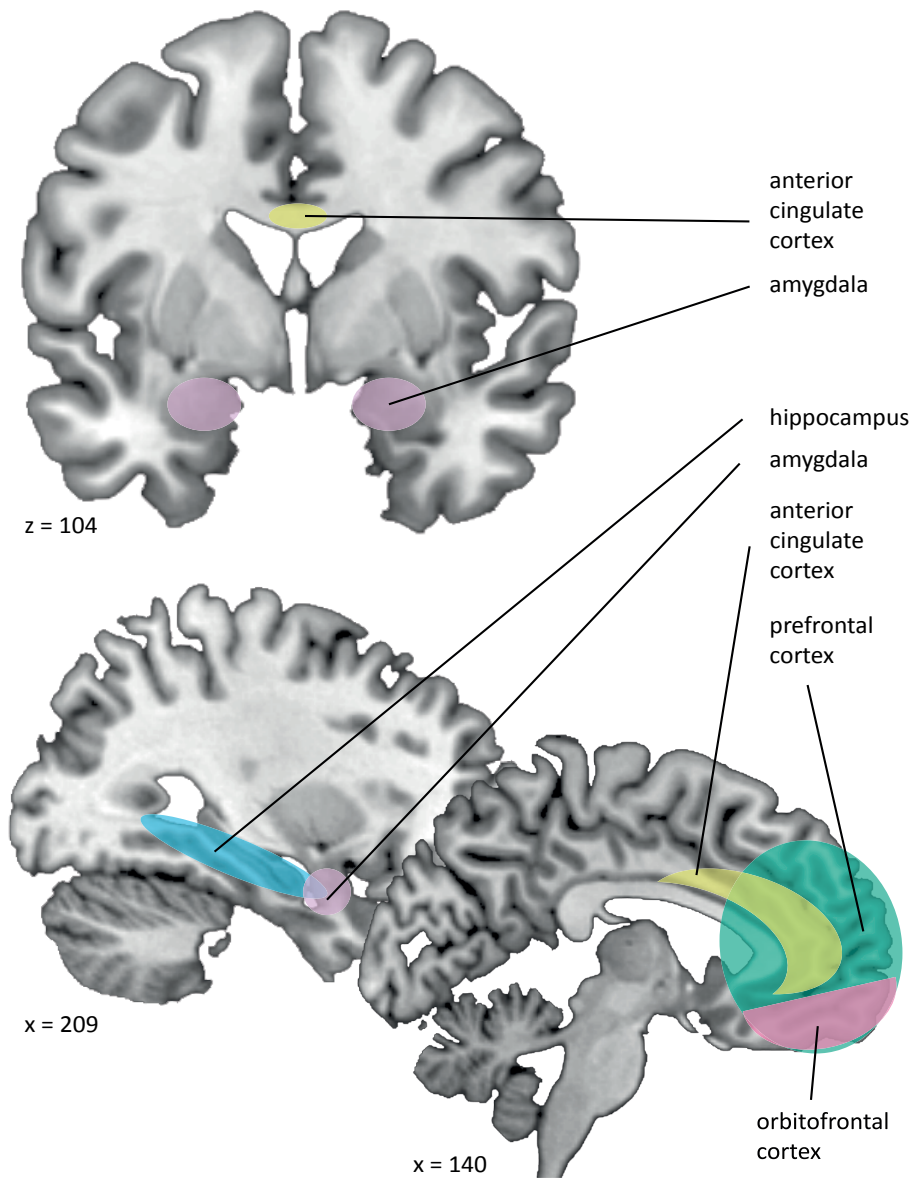 anterior
cingulate
cortex
amygdala
hippocampus
amygdala
z = 104
anterior
cingulate
cortex
prefrontal
cortex
x = 209
orbitofrontal
cortex
x = 140